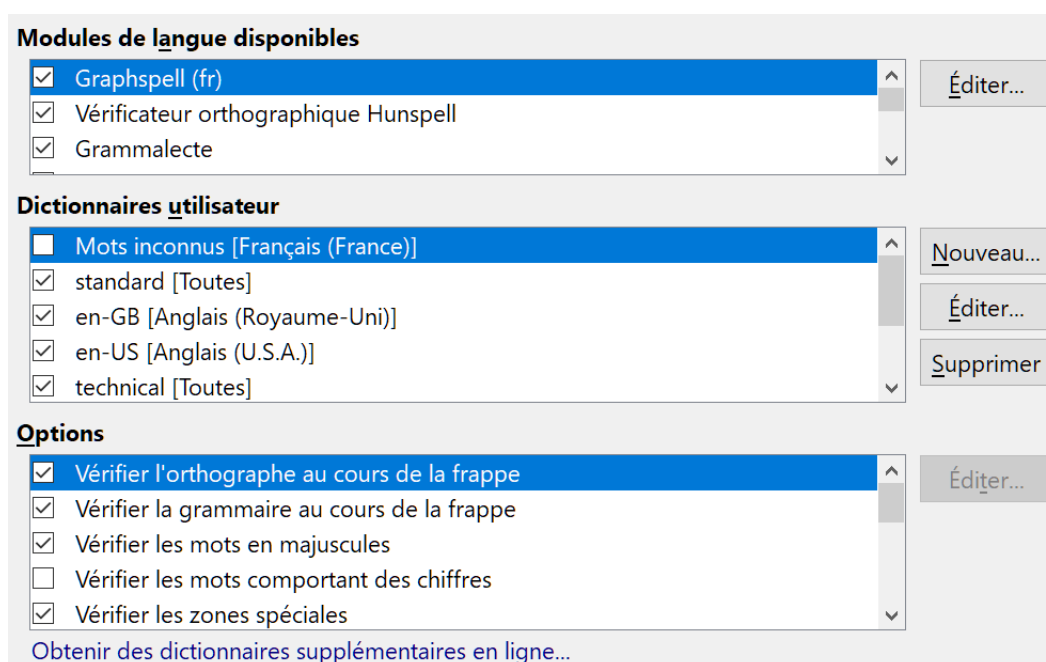 Modules de langue disponibles
Graphspell (fr)
Éditer...
Vérificateur orthographique Hunspell
Grammalecte
Dictionnaires utilisateur
Mots inconnus [Français (France)]
Nouveau...
standard [Toutes]
en-GB [Anglais (Royaume-Uni)]
Éditer...
en-US [Anglais (U.S.A.)]
Supprimer
technical [Toutes]
Options
Vérifier l'orthographe au cours de la frappe
Éditer...
Vérifier la grammaire au cours de la frappe
Vérifier les mots en majuscules
Vérifier les mots comportant des chiffres
Vérifier les zones spéciales
Obtenir des dictionnaires supplémentaires en ligne...